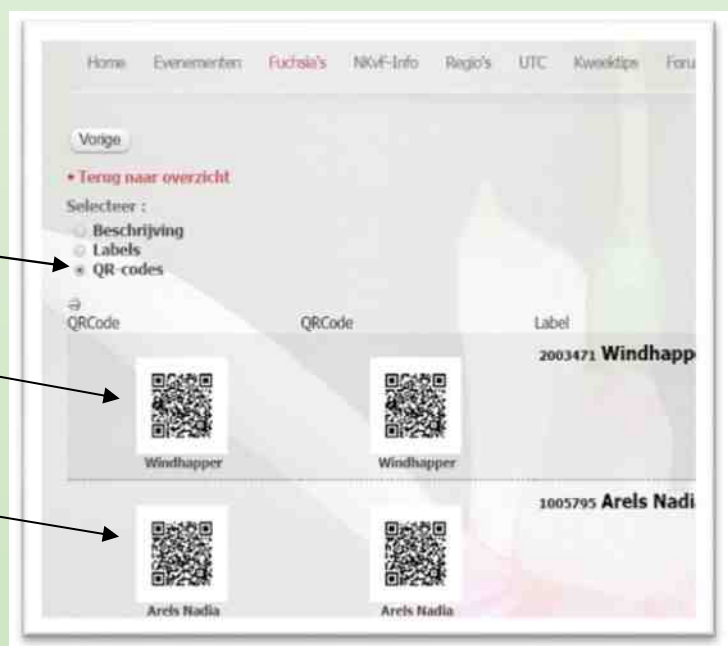 Home Evenementen Fuchsia's NKvF-Info Regio's UTC Kweektips Foru
Vorige
• Terug naar overzicht
Selecteer :
Beschrijving
Labels
QR-codes
QRCode QRCode Label
2003471 Windhapp
Windhapper Windhapper
1005795 Arels Nadi
Arels Nadia Arels Nadia